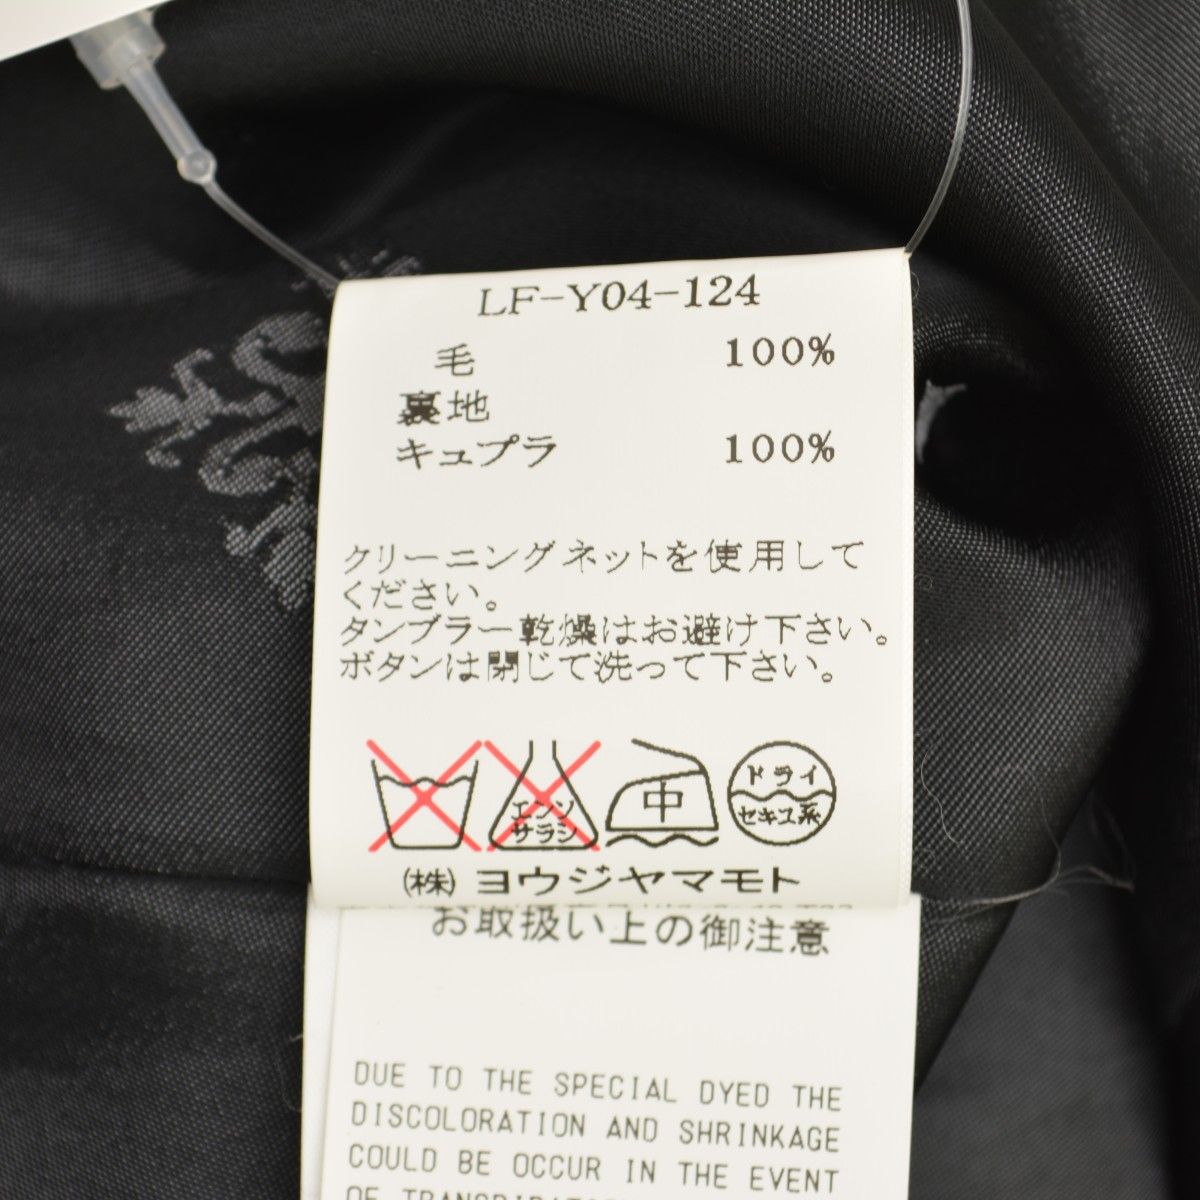 LF-Y04-124
毛 100%
裏地
キュプラ 100%
クリーニングネットを使用して
ください。
タンブラー乾燥はお避け下さい。
ボタンは閉じて洗って下さい。
エンソ
サラシ
中
ドライ
セキユ系
(株)ヨウジヤマモト
お取扱い上の御注意
DUE TO THE SPECIAL DYED THE
DISCOLORATION AND SHRINKAGE
COULD BE OCCUR IN THE EVENT
OF